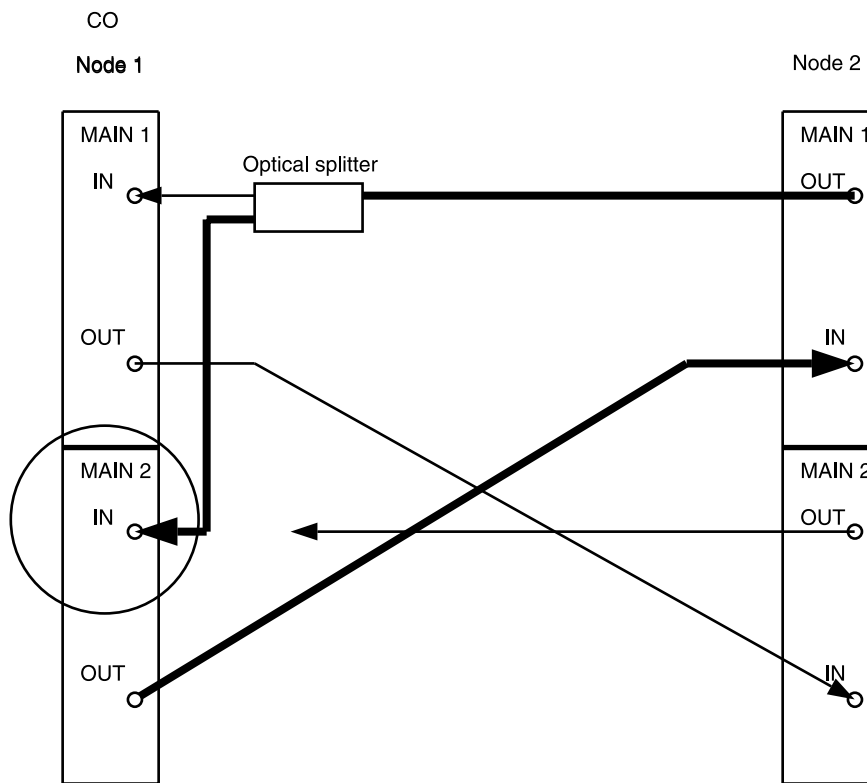 CO
Node 1
Node 2
MAIN 1
IN
Optical splitter
MAIN 1
OUT
OUT
IN
MAIN 2
IN
MAIN 2
OUT
OUT
IN